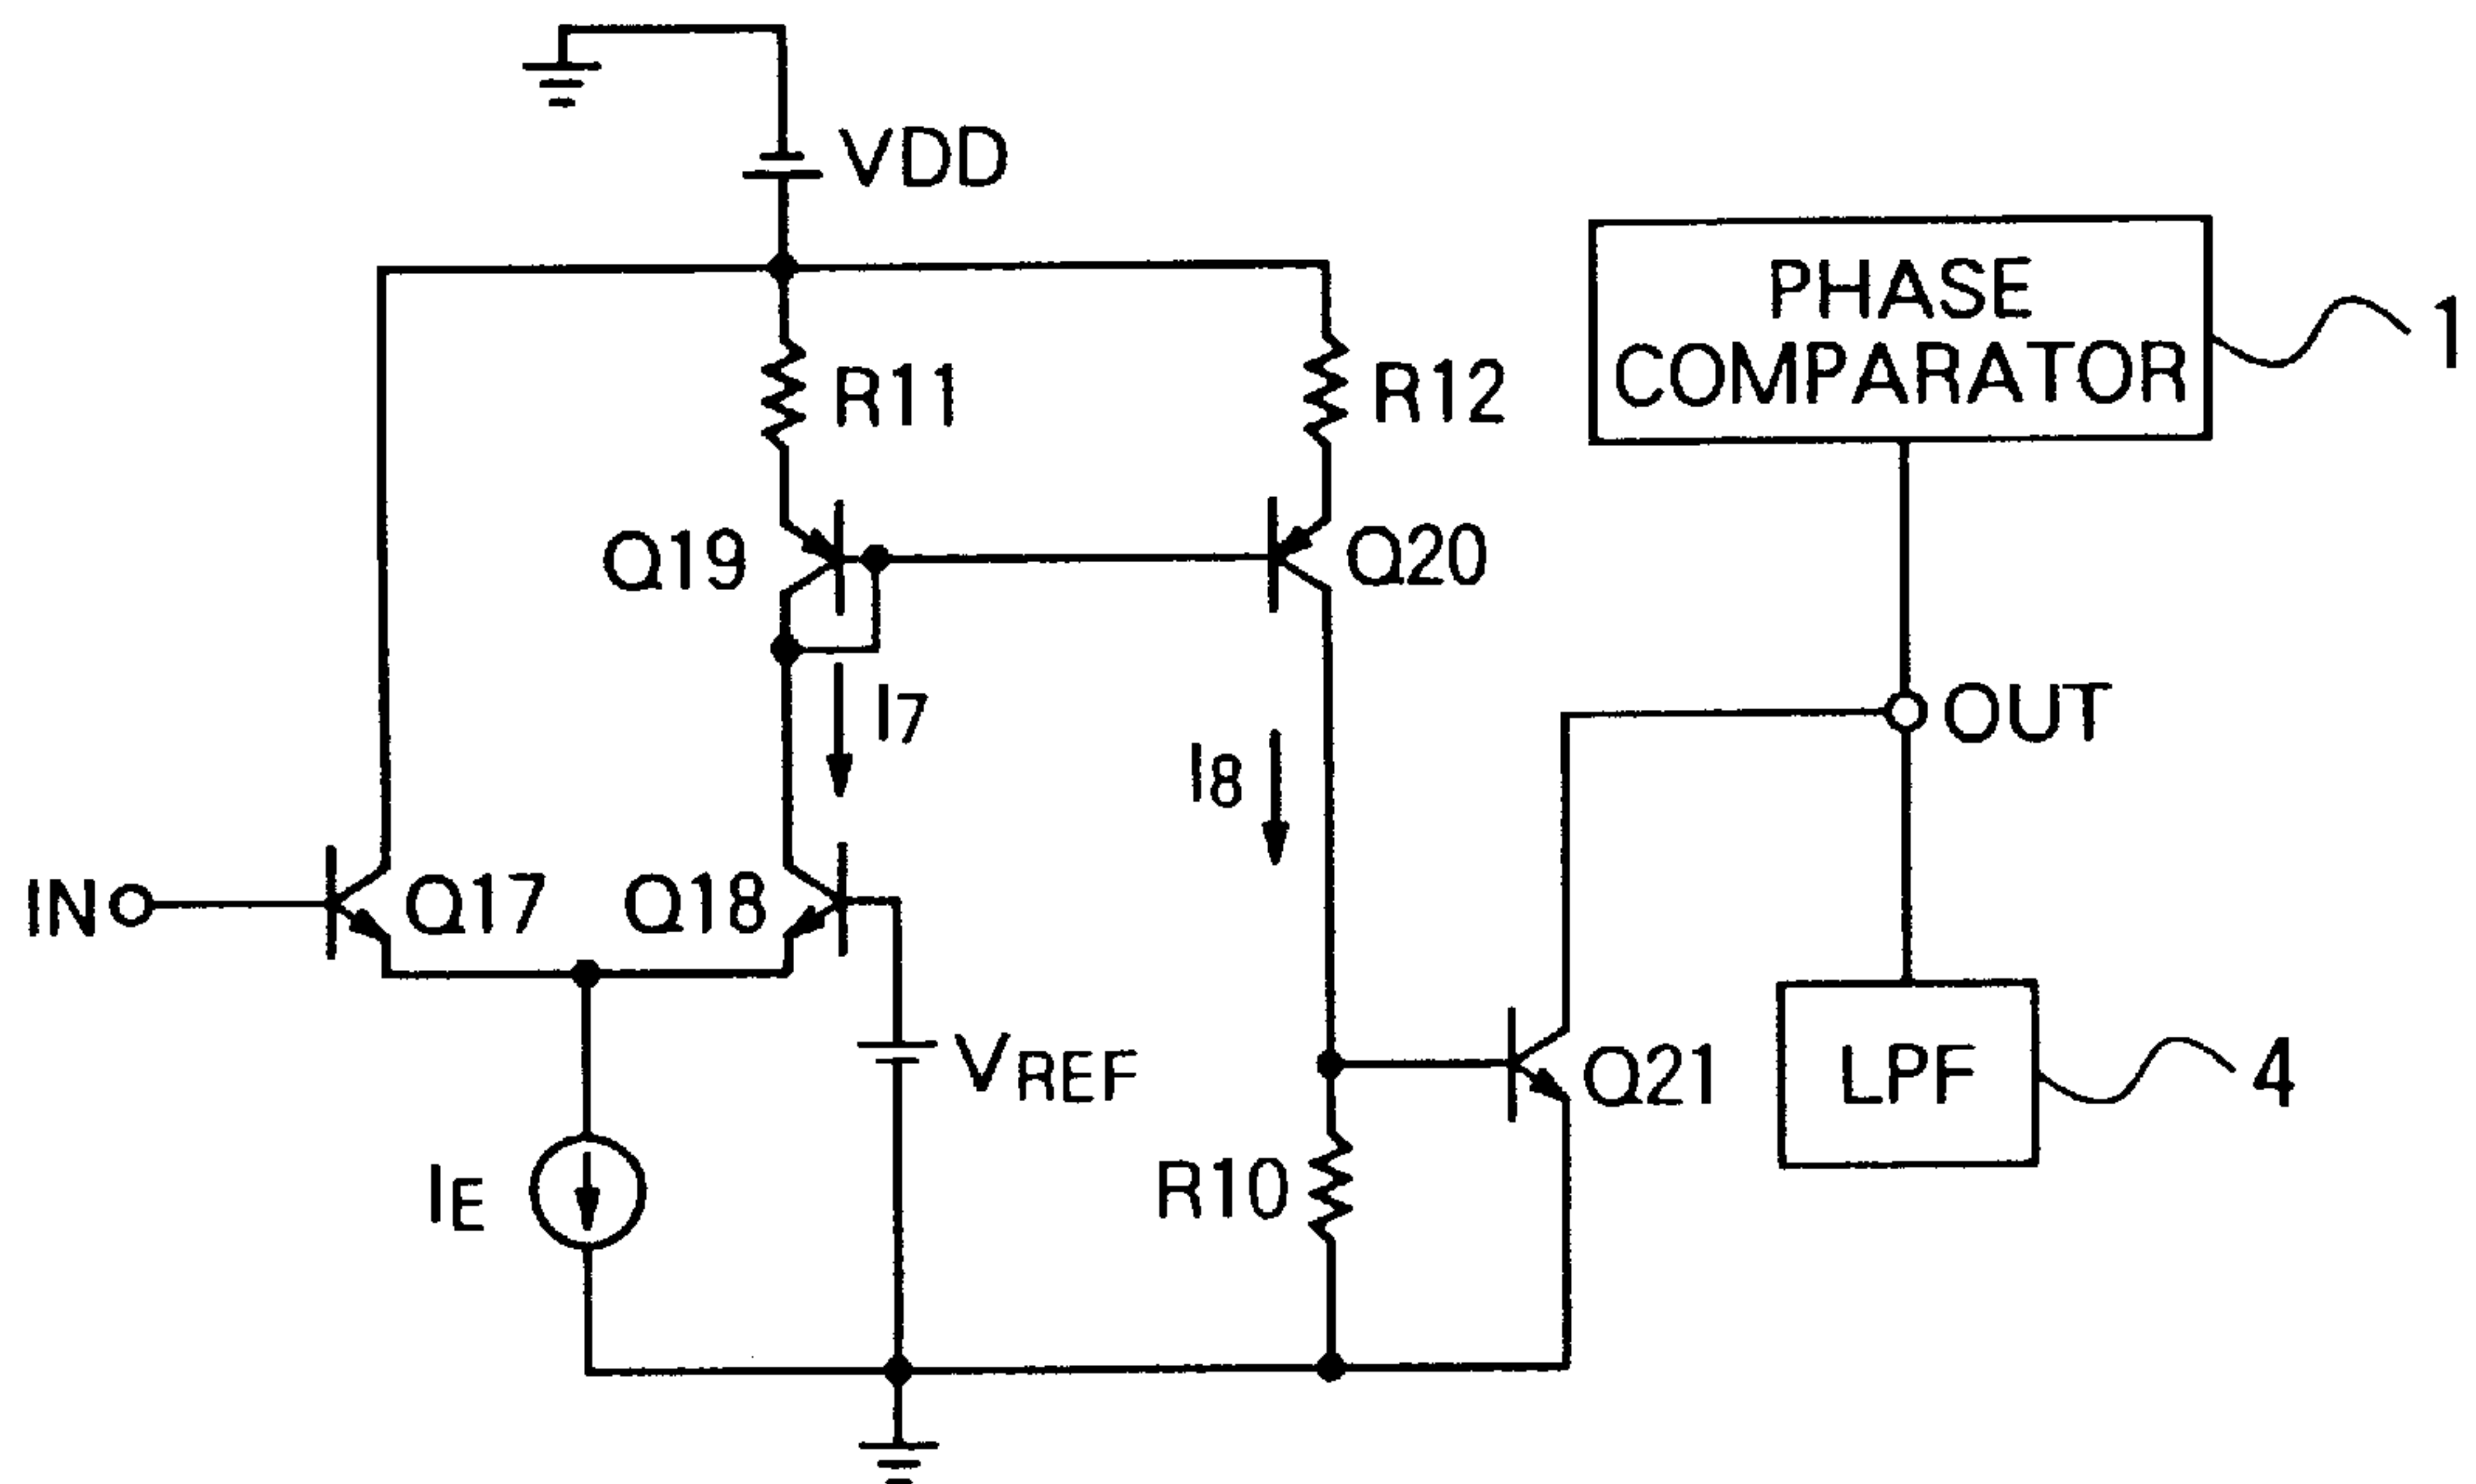 VDD
PHASE
COMPARATOR
1
R11
R12
Q19
Q20
I7
OUT
I8
IN
Q17
Q18
VREF
Q21
LPF
4
IE
R10